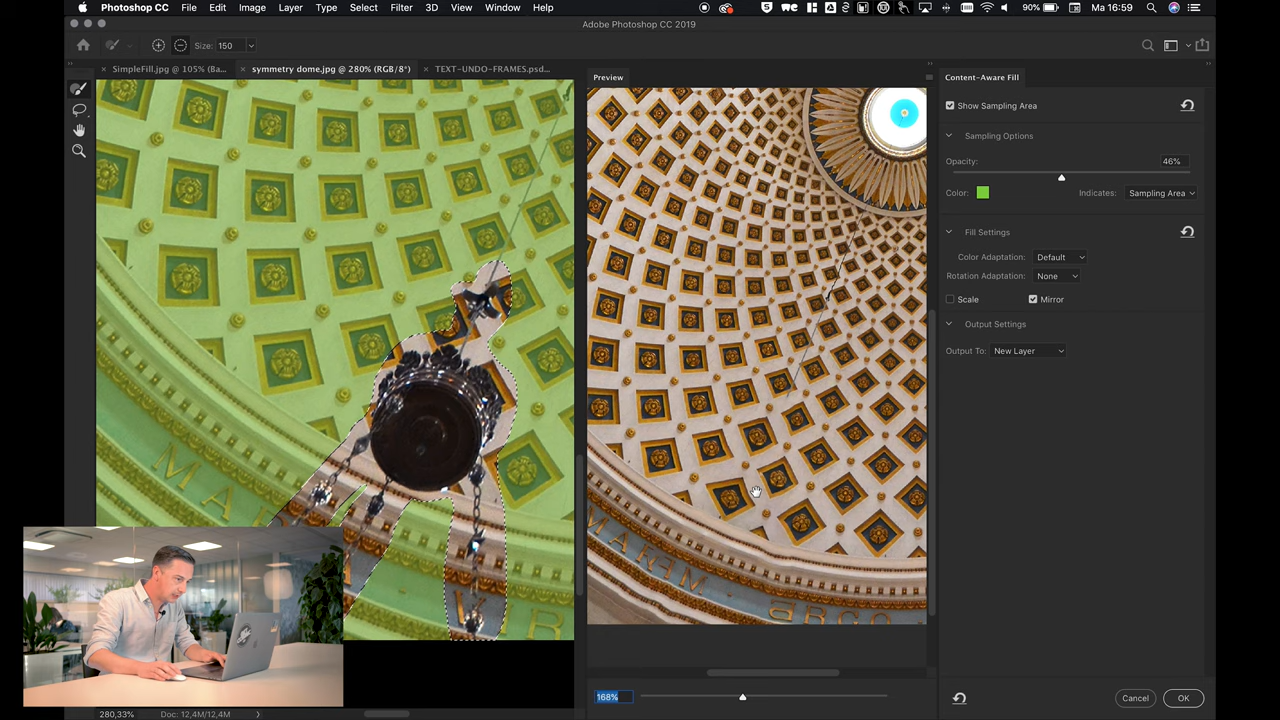 Photoshop CC File Edit Image Layer Type Select Filter 3D View Window Help 90% Ma 16:59
Adobe Photoshop CC 2019
Size: 150
SimpleFill.jpg @ 105% (Ba... symmetry dome.jpg @ 280% (RGB/8*) TEXT-UNDO-FRAMES.psd...
Preview
Content-Aware Fill
Show Sampling Area
Sampling Options
Opacity: 46%
Color: Indicates: Sampling Area
Fill Settings
Color Adaptation: Default
Rotation Adaptation: None
Scale Mirror
Output Settings
Output To: New Layer
MAR
168%
Cancel OK
280,33% Doc: 12,4M/12,4M